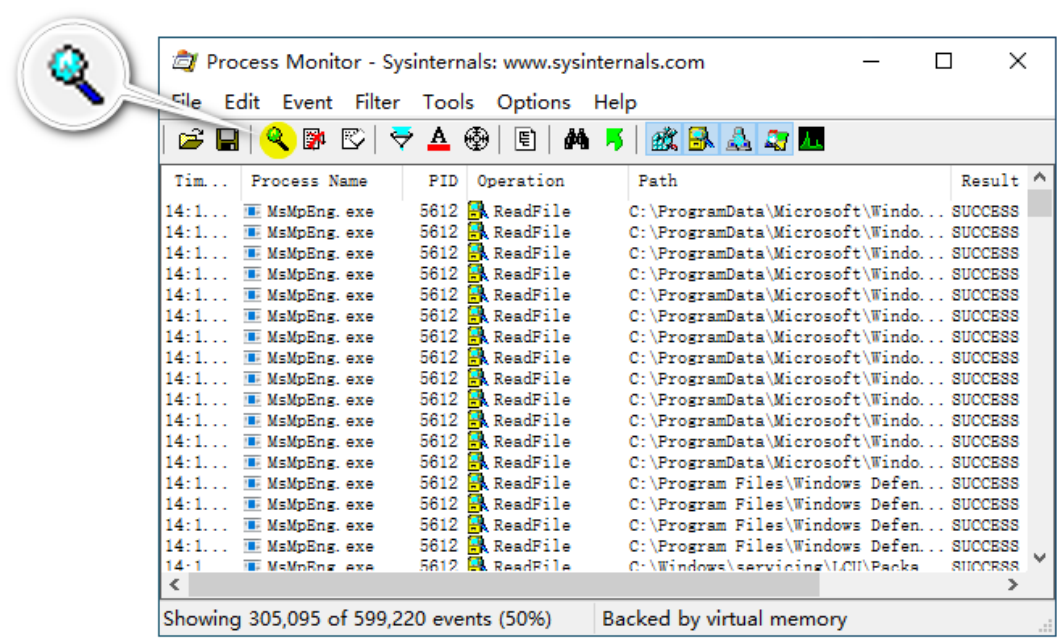 Process Monitor - Sysinternals: www.sysinternals.com
File Edit Event Filter Tools Options Help
Tim... Process Name PID Operation Path Result
14:1... MsMpEng.exe 5612 ReadFile C:\ProgramData\Microsoft\Windo... SUCCESS
14:1... MsMpEng.exe 5612 ReadFile C:\ProgramData\Microsoft\Windo... SUCCESS
14:1... MsMpEng.exe 5612 ReadFile C:\ProgramData\Microsoft\Windo... SUCCESS
14:1... MsMpEng.exe 5612 ReadFile C:\ProgramData\Microsoft\Windo... SUCCESS
14:1... MsMpEng.exe 5612 ReadFile C:\ProgramData\Microsoft\Windo... SUCCESS
14:1... MsMpEng.exe 5612 ReadFile C:\ProgramData\Microsoft\Windo... SUCCESS
14:1... MsMpEng.exe 5612 ReadFile C:\ProgramData\Microsoft\Windo... SUCCESS
14:1... MsMpEng.exe 5612 ReadFile C:\ProgramData\Microsoft\Windo... SUCCESS
14:1... MsMpEng.exe 5612 ReadFile C:\ProgramData\Microsoft\Windo... SUCCESS
14:1... MsMpEng.exe 5612 ReadFile C:\ProgramData\Microsoft\Windo... SUCCESS
14:1... MsMpEng.exe 5612 ReadFile C:\ProgramData\Microsoft\Windo... SUCCESS
14:1... MsMpEng.exe 5612 ReadFile C:\ProgramData\Microsoft\Windo... SUCCESS
14:1... MsMpEng.exe 5612 ReadFile C:\ProgramData\Microsoft\Windo... SUCCESS
14:1... MsMpEng.exe 5612 ReadFile C:\Program Files\Windows Defen... SUCCESS
14:1... MsMpEng.exe 5612 ReadFile C:\Program Files\Windows Defen... SUCCESS
14:1... MsMpEng.exe 5612 ReadFile C:\Program Files\Windows Defen... SUCCESS
14:1... MsMpEng.exe 5612 ReadFile C:\Program Files\Windows Defen... SUCCESS
14:1 MsMpEng.exe 5612 ReadFile C:\Windows\servicing\LCU\Packa SUCCESS
Showing 305,095 of 599,220 events (50%) Backed by virtual memory